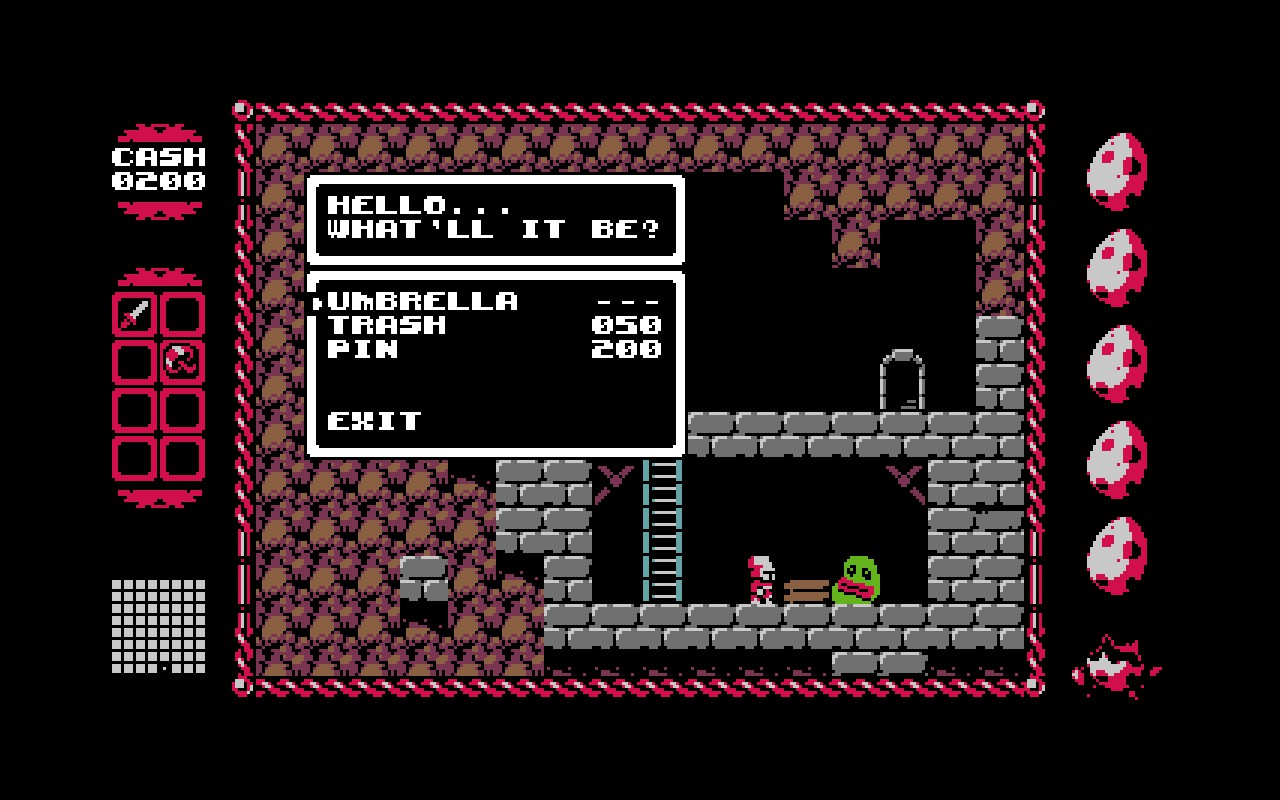 CASH
0200
HELLO...
WHAT'LL IT BE?
UMBRELLA ---
TRASH 050
PIN 200
EXIT